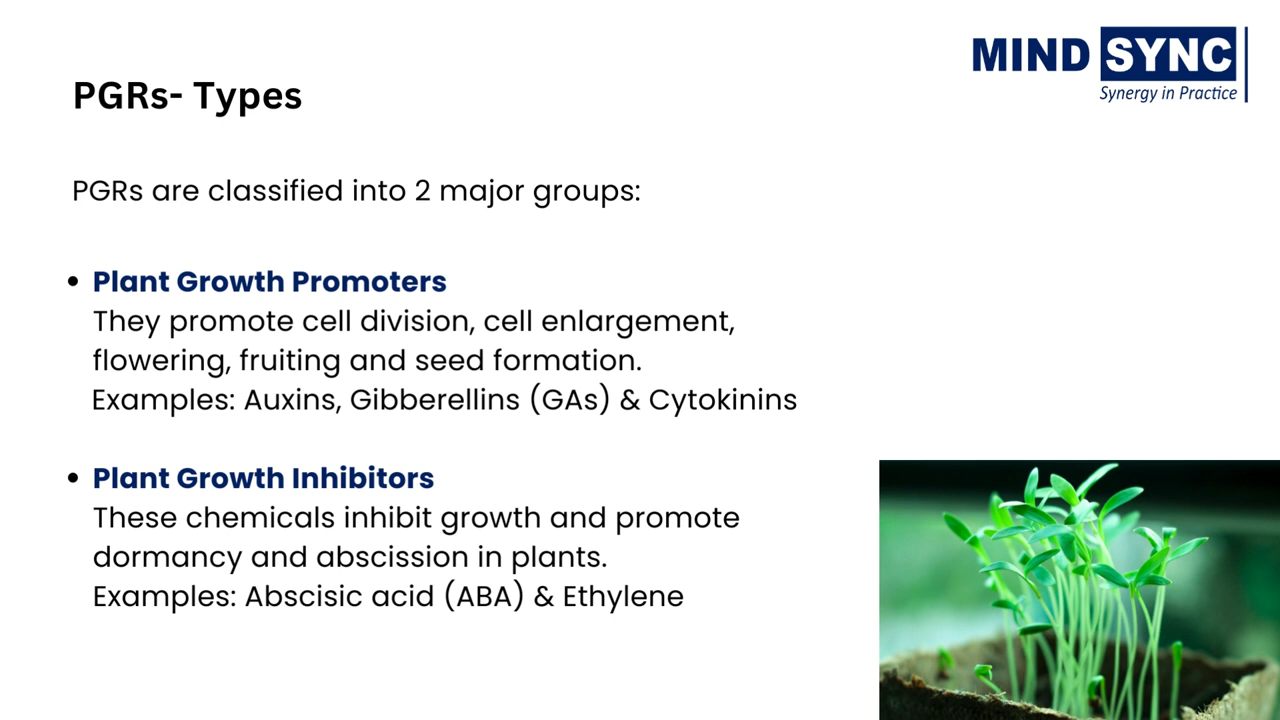 MIND SYNC
Synergy in Practice
PGRs- Types
PGRs are classified into 2 major groups:
• Plant Growth Promoters
They promote cell division, cell enlargement,
flowering, fruiting and seed formation.
Examples: Auxins, Gibberellins (GAs) & Cytokinins
• Plant Growth Inhibitors
These chemicals inhibit growth and promote
dormancy and abscission in plants.
Examples: Abscisic acid (ABA) & Ethylene